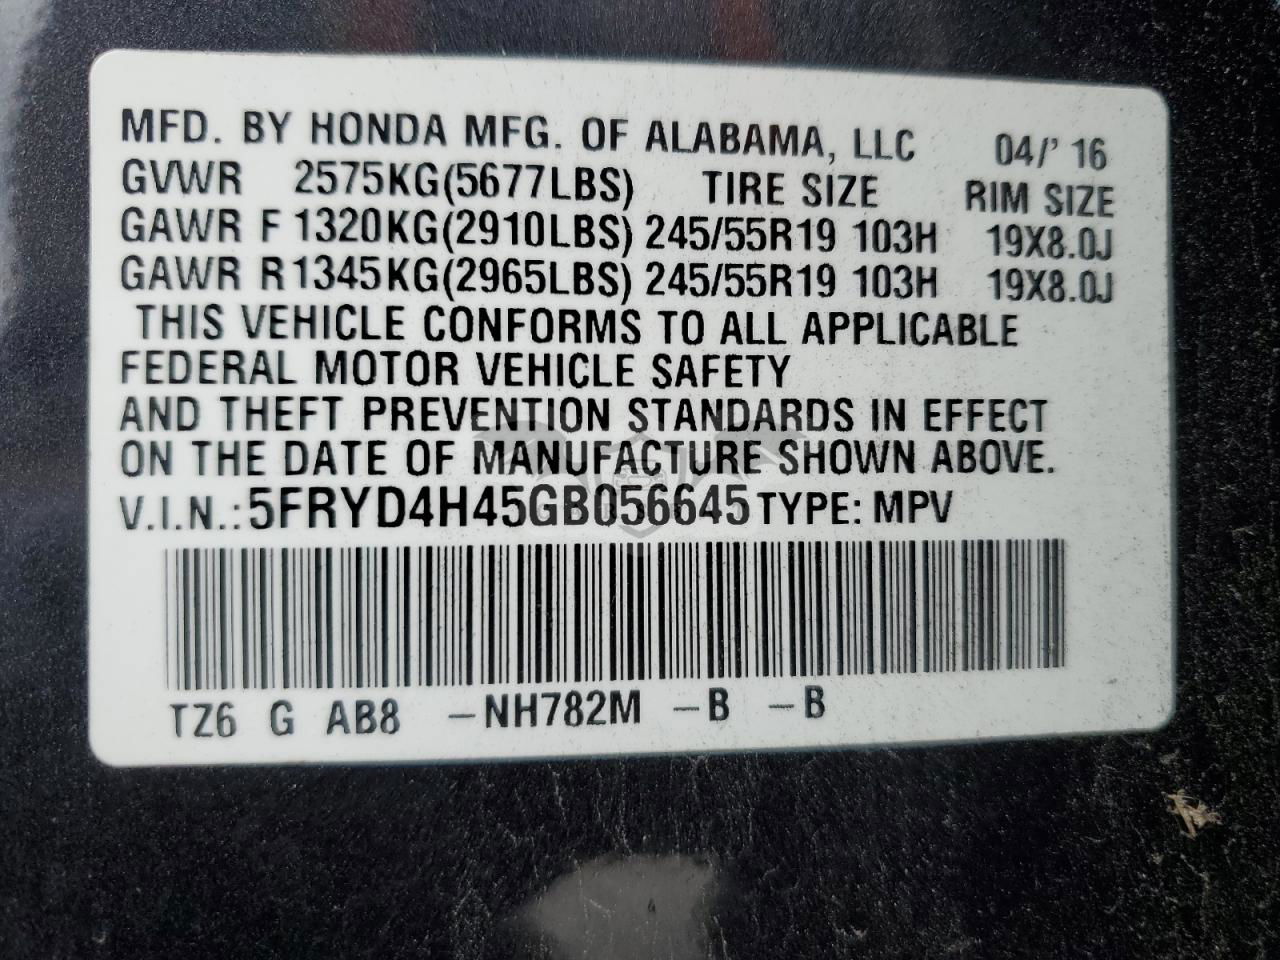 MFD. BY HONDA MFG. OF ALABAMA, LLC 04/' 16
GVWR 2575KG(5677LBS) TIRE SIZE RIM SIZE
GAWR F 1320KG(2910LBS) 245/55R19 103H 19X8.0J
GAWR R 1345KG(2965LBS) 245/55R19 103H 19X8.0J
THIS VEHICLE CONFORMS TO ALL APPLICABLE
FEDERAL MOTOR VEHICLE SAFETY
AND THEFT PREVENTION STANDARDS IN EFFECT
ON THE DATE OF MANUFACTURE SHOWN ABOVE.
V.I.N.: 5FRYD4H45GB056645 TYPE: MPV
TZ6 G AB8 –NH782M –B –B